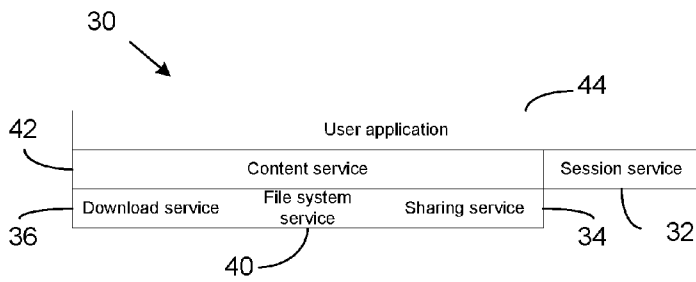 30
44
42
User application
Content service
Session service
Download service
File system
service
Sharing service
36
40
34
32